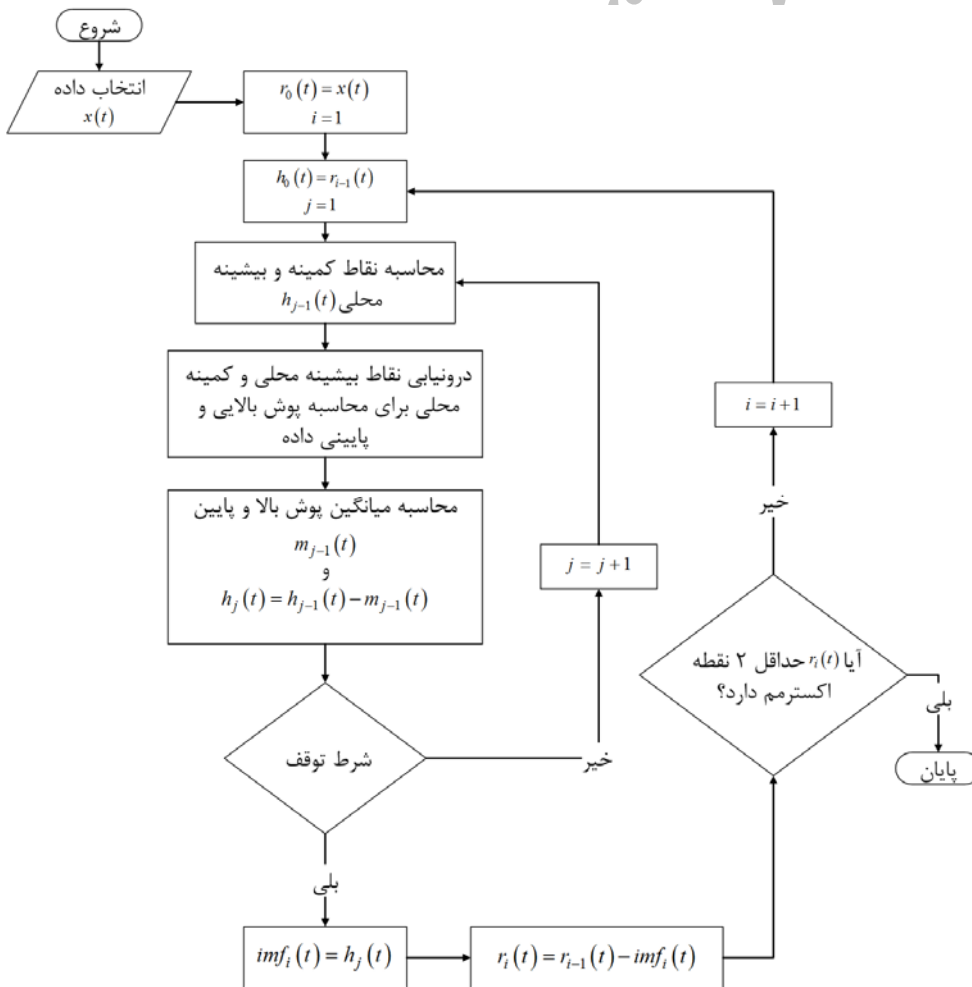 شروع
انتخاب داده
x(t)
r₀(t)=x(t)
i=1
h₀(t)=rᵢ₋₁(t)
j=1
محاسبه نقاط کمینه و بیشینه
محلی hⱼ₋₁(t)
درونیابی نقاط بیشینه محلی و کمینه
محلی برای محاسبه پوش بالایی و
پایینی داده
محاسبه میانگین پوش بالا و پایین
mⱼ₋₁(t)
و
hⱼ(t)=hⱼ₋₁(t)−mⱼ₋₁(t)
شرط توقف
خیر
j=j+1
بلی
imfᵢ(t)=hⱼ(t)
rᵢ(t)=rᵢ₋₁(t)−imfᵢ(t)
آیا rᵢ(t) حداقل ۲ نقطه
اکسترمم دارد؟
خیر
i=i+1
بلی
پایان